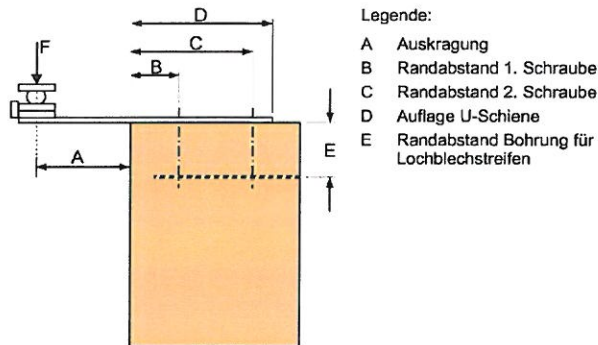 D
C
B
F
A
E
Legende:
A Auskragung
B Randabstand 1. Schraube
C Randabstand 2. Schraube
D Auflage U-Schiene
E Randabstand Bohrung für
Lochblechstreifen